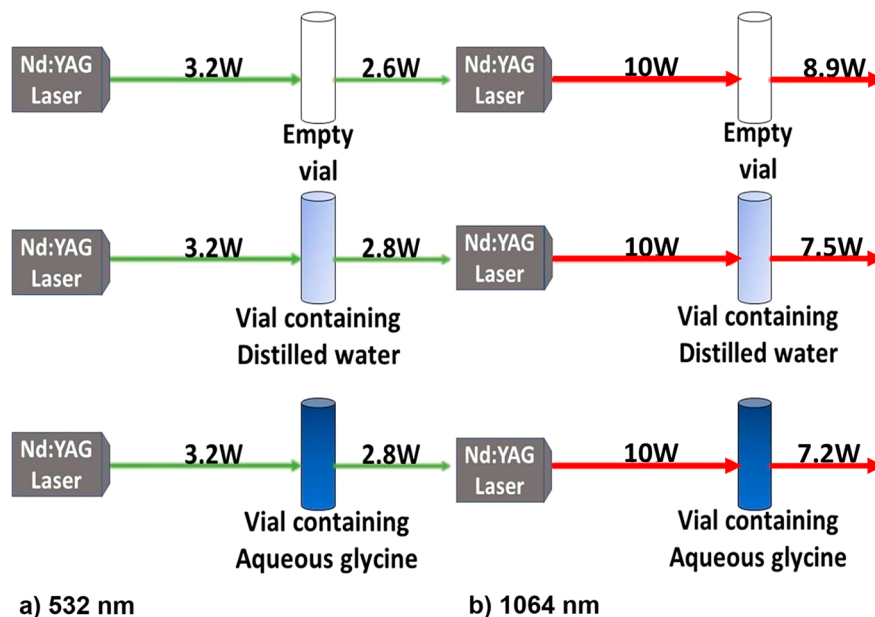 Nd:YAG
Laser
3.2W
2.6W
Empty
vial
Nd:YAG
Laser
10W
8.9W
Empty
vial
Nd:YAG
Laser
3.2W
2.8W
Vial containing
Distilled water
Nd:YAG
Laser
10W
7.5W
Vial containing
Distilled water
Nd:YAG
Laser
3.2W
2.8W
Vial containing
Aqueous glycine
Nd:YAG
Laser
10W
7.2W
Vial containing
Aqueous glycine
a) 532 nm
b) 1064 nm